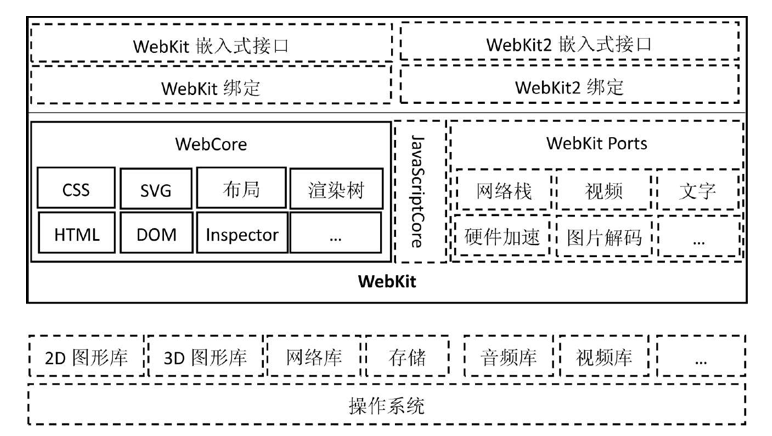 WebKit 嵌入式接口
WebKit2 嵌入式接口
WebKit 绑定
WebKit2 绑定
WebCore
CSS
SVG
布局
渲染树
HTML
DOM
Inspector
...
JavaScriptCore
WebKit Ports
网络栈
视频
文字
硬件加速
图片解码
...
WebKit
2D 图形库
3D 图形库
网络库
存储
音频库
视频库
...
操作系统